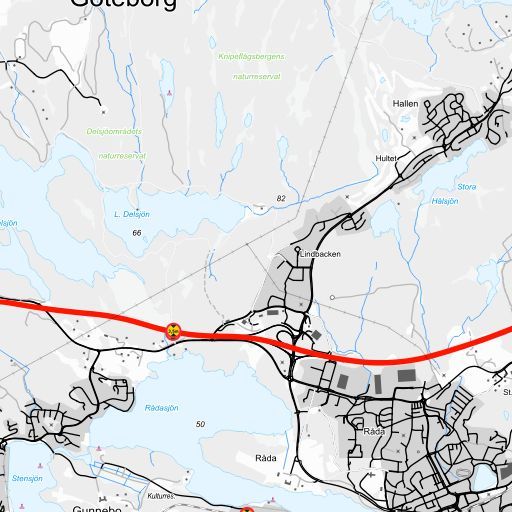 Göteborg
Knipeflågsbergens
naturreservat
Hallen
Delsjöområdets
naturreservat
Hultet
Stora
Hålsjön
82
L. Delsjön
66
Lindbacken
Rådasjön
50
Råda
Råda
St.
Stensjön
Kulturres.
Gunnebo